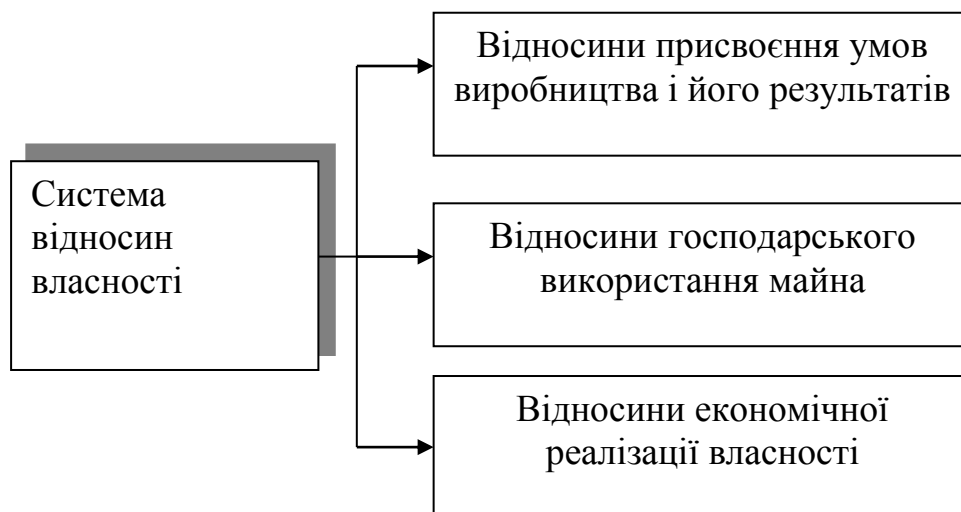 Система
відносин
власності
Відносини присвоєння умов
виробництва і його результатів
Відносини господарського
використання майна
Відносини економічної
реалізації власності